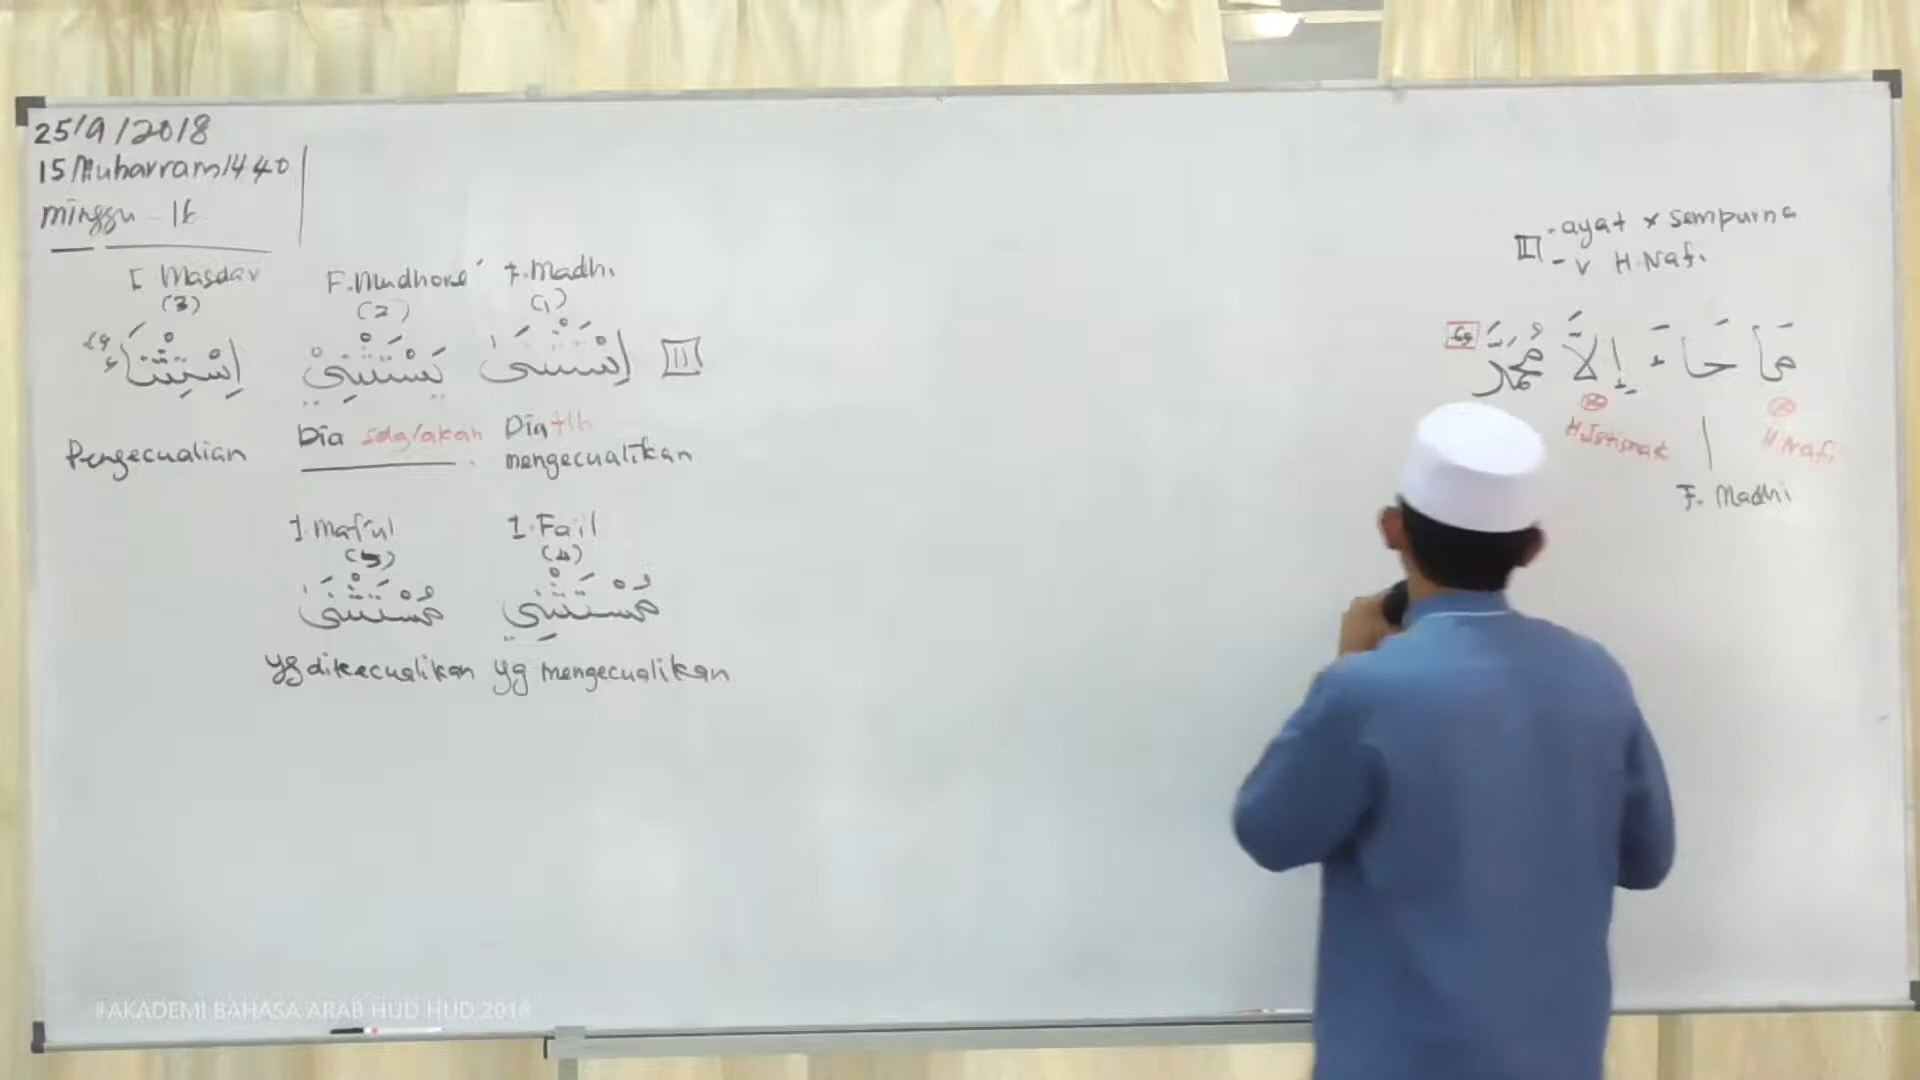 25/9/2018
15 Muharram 1440
minggu - 16
I Masdar F.Mudhore' F.Madhi
(3) (2) (1)
إِسْتِثْنَاءٌ يَسْتَثْنِيْ إِسْتَثْنَىٰ III
Pengecualian Dia sdg/akan Dia tlh
mengecualikan
I.maf'ul I.Fa'il
(5) (4)
مُسْتَثْنَىٰ مُسْتَثْنِي
yg dikecualikan yg mengecualikan
III - ayat x sempurna
- v H.Nafi
مَا جَاءَ إِلَّا مُحَمَّدٌ
H.Istisnak H.Nafi
F. Madhi
#AKADEMI BAHASA ARAB HUD HUD 2018